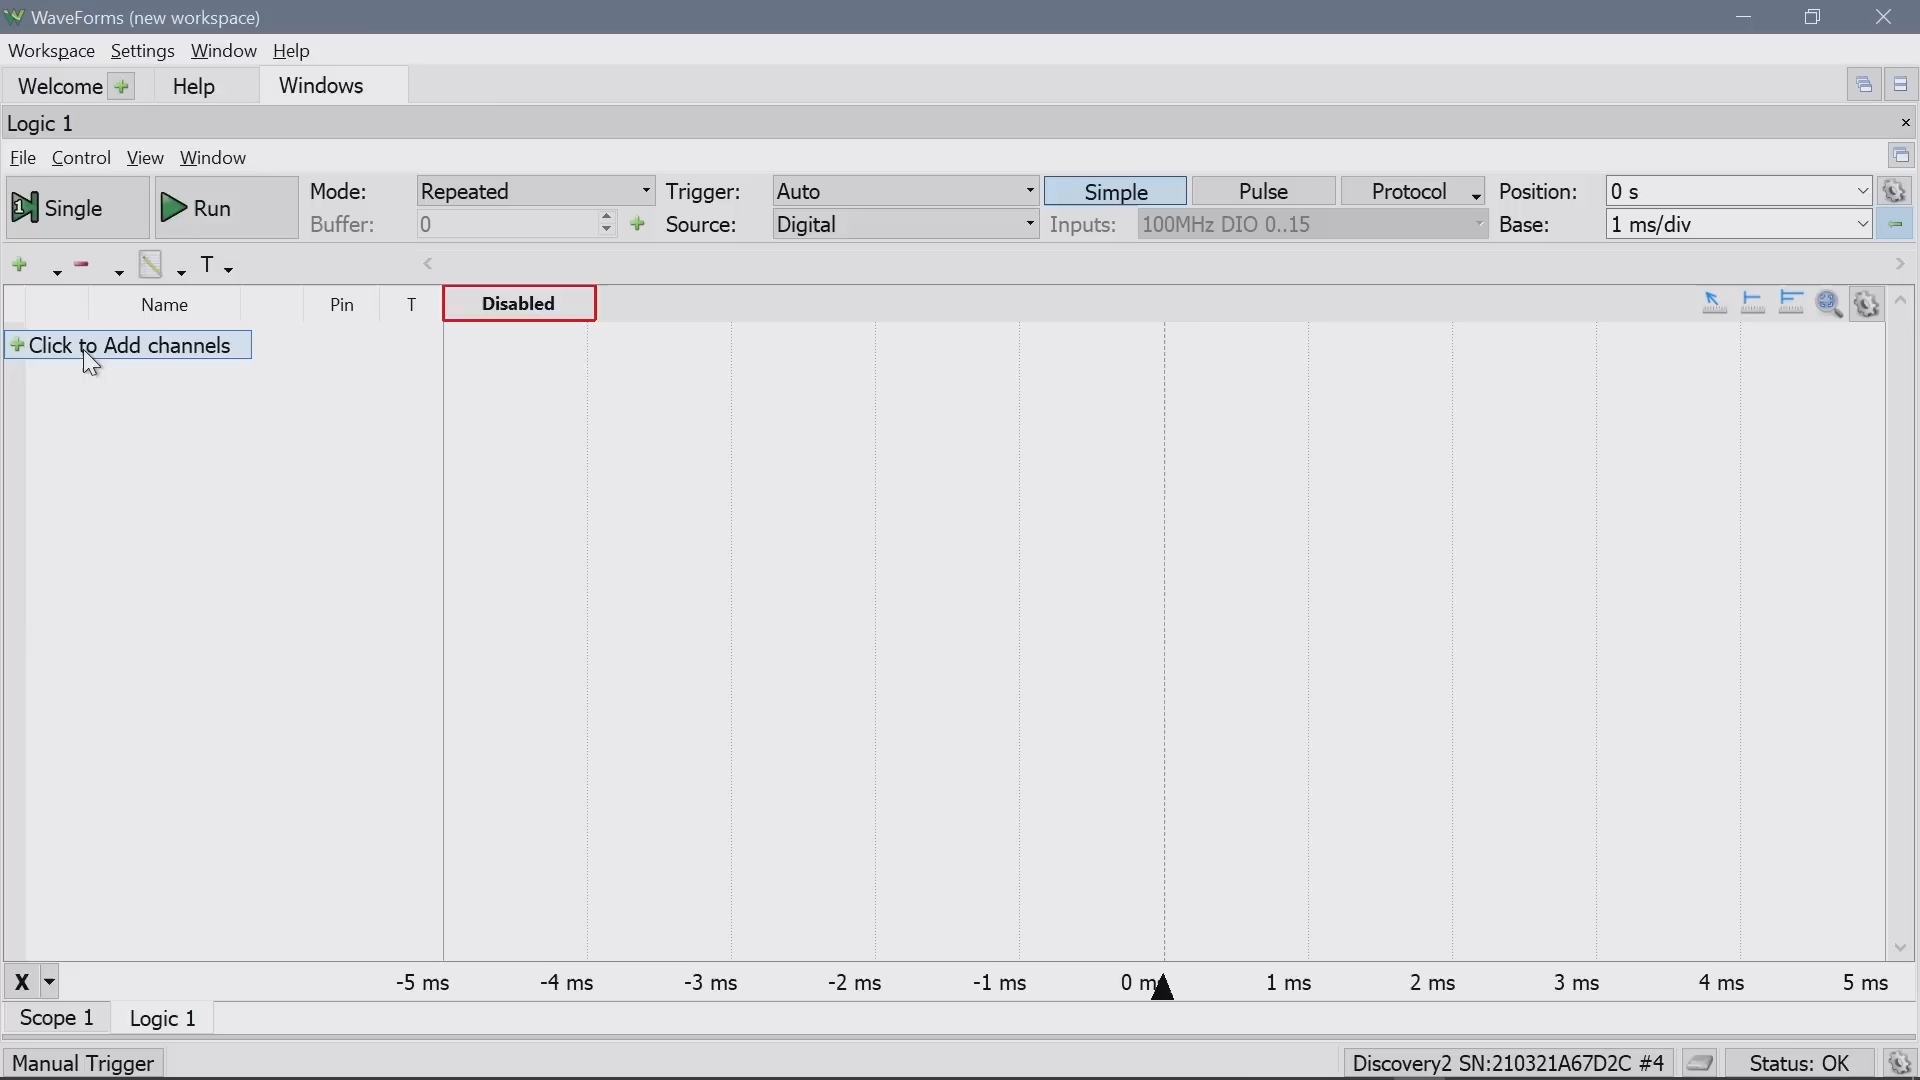 WaveForms (new workspace)
Workspace Settings Window Help
Welcome Help Windows
Logic 1
File Control View Window
Single Run Mode: Repeated Trigger: Auto Simple Pulse Protocol Position: 0 s
Buffer: 0 Source: Digital Inputs: 100MHz DIO 0..15 Base: 1 ms/div
T
Name Pin T Disabled
Click to Add channels
X -5 ms -4 ms -3 ms -2 ms -1 ms 0 ms 1 ms 2 ms 3 ms 4 ms 5 ms
Scope 1 Logic 1
Manual Trigger Discovery2 SN:210321A67D2C #4 Status: OK